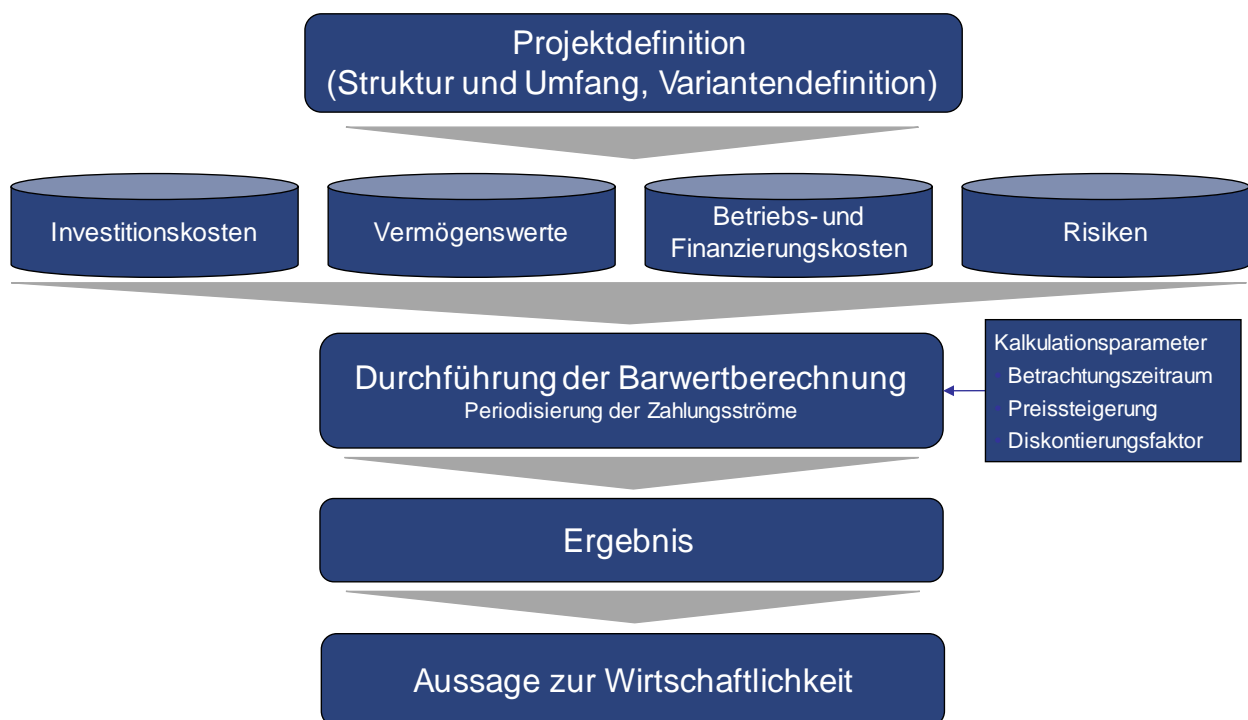 Projektdefinition
(Struktur und Umfang, Variantendefinition)
Investitionskosten
Vermögenswerte
Betriebs- und
Finanzierungskosten
Risiken
Durchführung der Barwertberechnung
Periodisierung der Zahlungsströme
Kalkulationsparameter
Betrachtungszeitraum
Preissteigerung
Diskontierungsfaktor
Ergebnis
Aussage zur Wirtschaftlichkeit